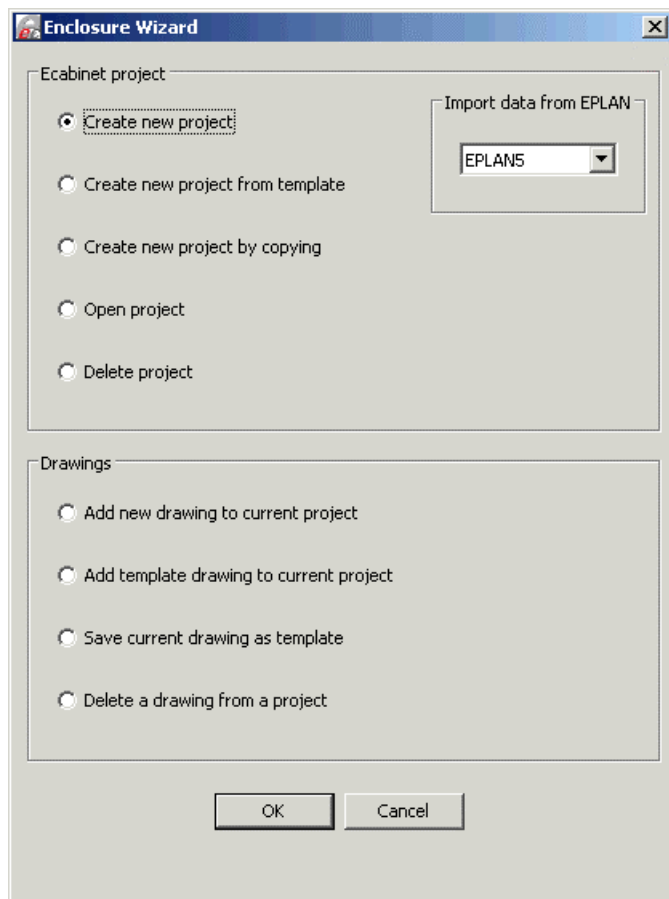 Enclosure Wizard
Ecabinet project
Import data from EPLAN
Create new project
EPLAN5
Create new project from template
Create new project by copying
Open project
Delete project
Drawings
Add new drawing to current project
Add template drawing to current project
Save current drawing as template
Delete a drawing from a project
OK Cancel